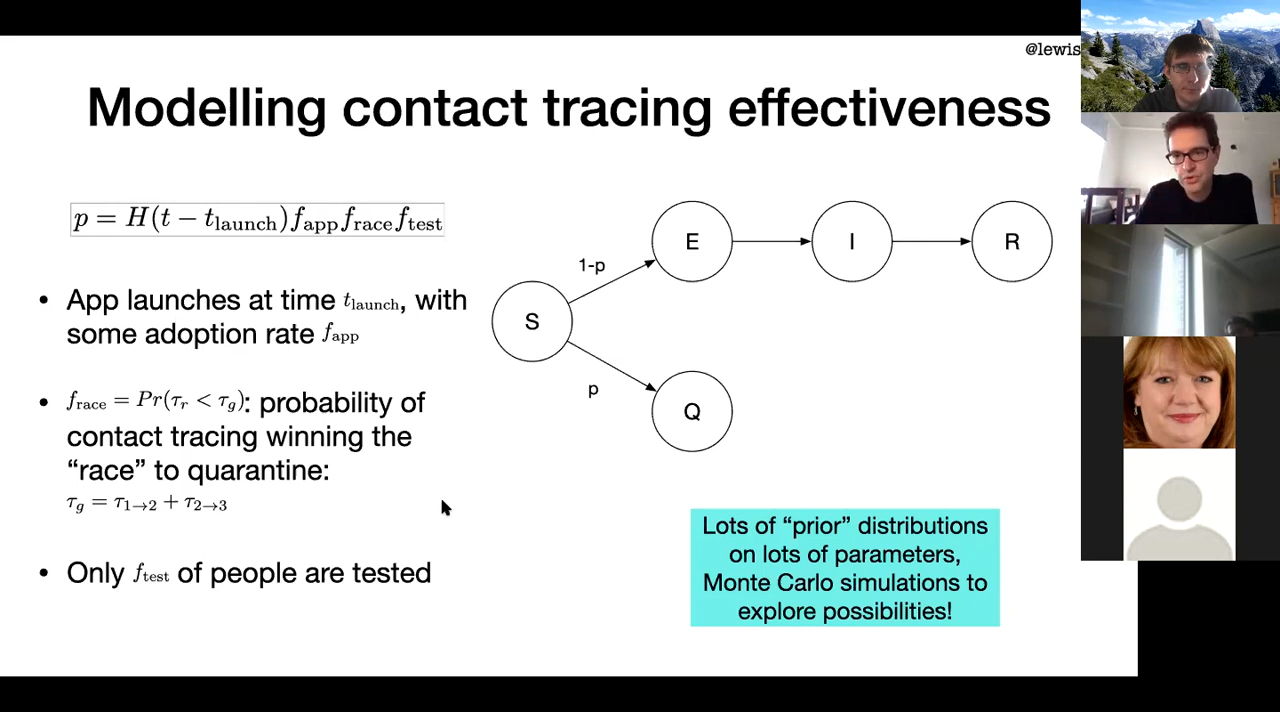 @lewis
Modelling contact tracing effectiveness
p = H(t − t_launch) f_app f_race f_test
• App launches at time t_launch, with
some adoption rate f_app
• f_race = Pr(τ_r < τ_g): probability of
contact tracing winning the
“race” to quarantine:
τ_g = τ_1→2 + τ_2→3
• Only f_test of people are tested
S
1-p
E
I
R
p
Q
Lots of “prior” distributions
on lots of parameters,
Monte Carlo simulations to
explore possibilities!